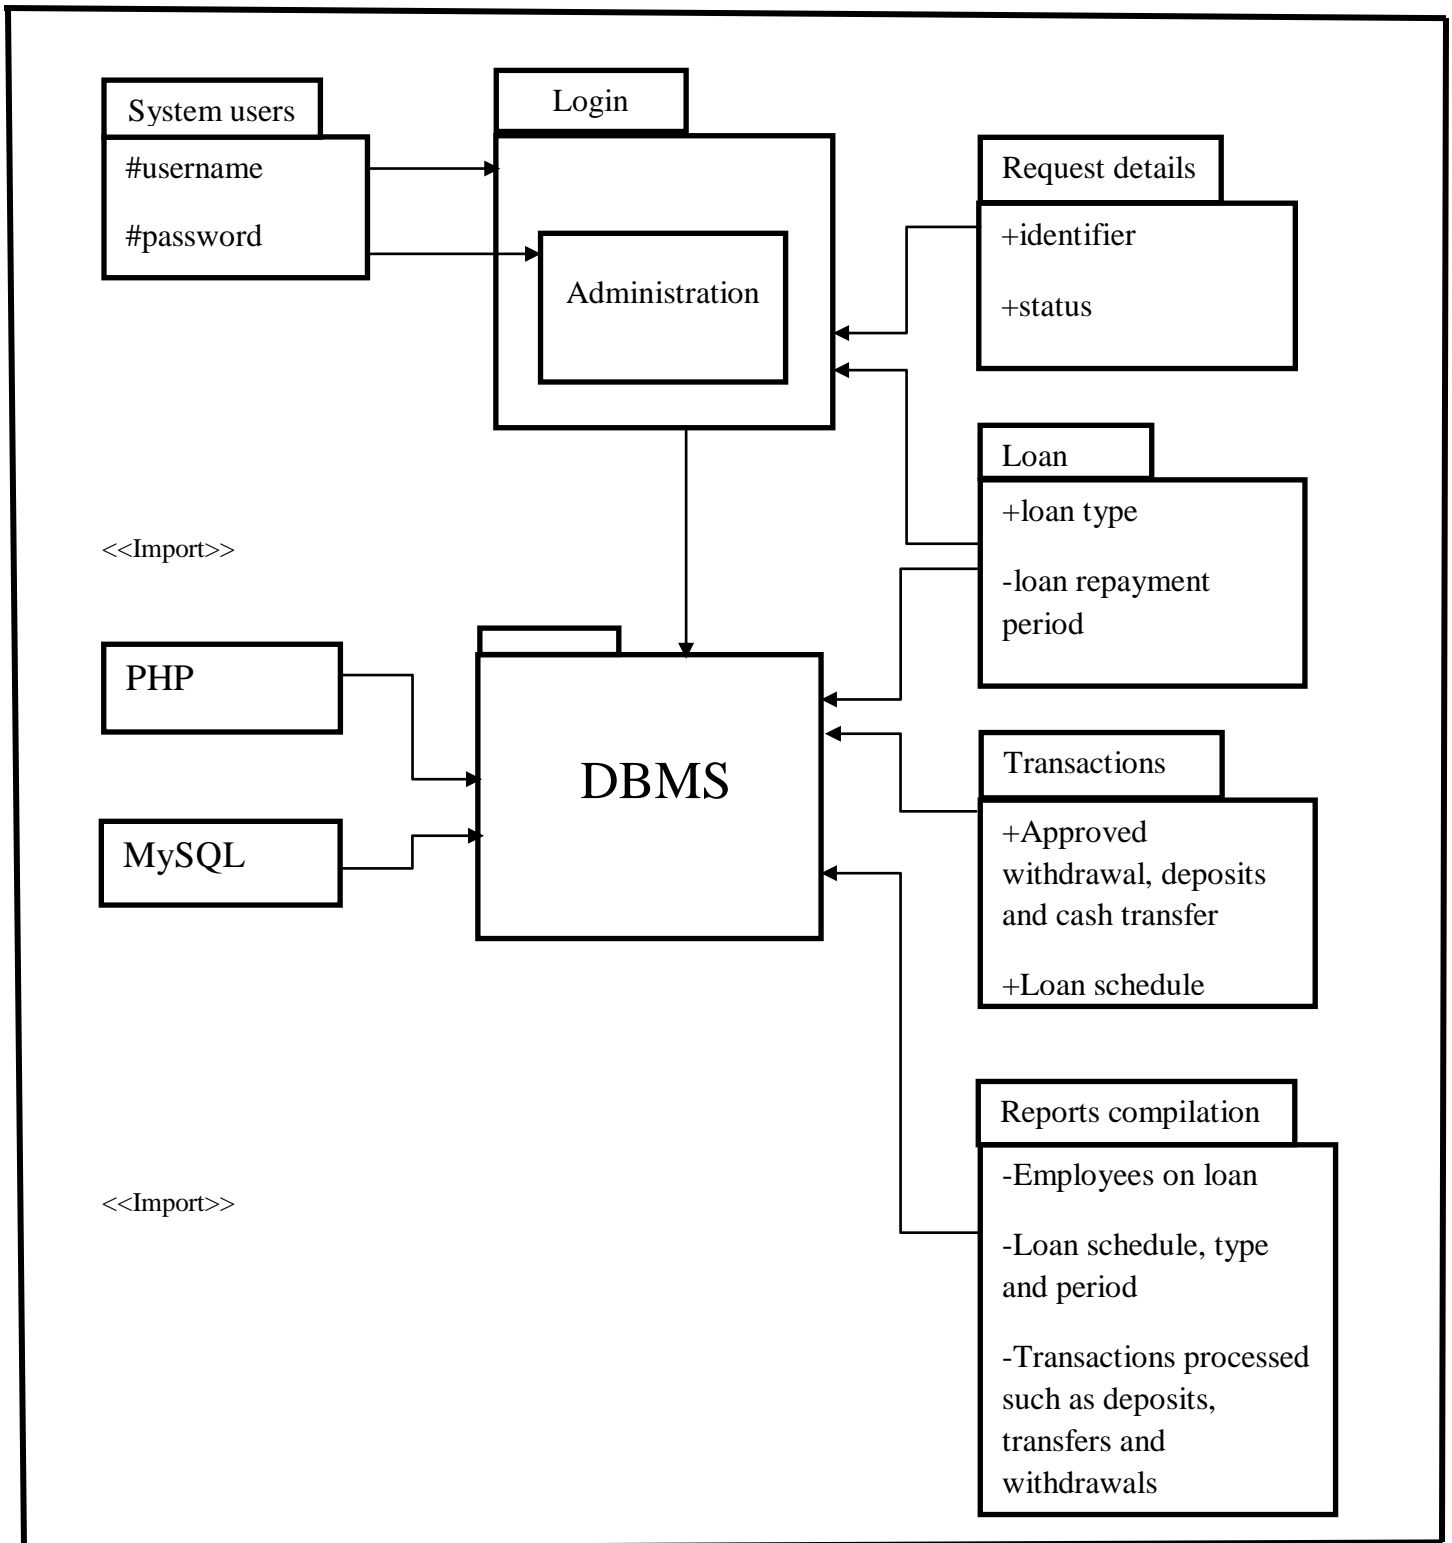 System users
#username
#password
Login
Administration
Request details
+identifier
+status
Loan
+loan type
-loan repayment
period
<<Import>>
PHP
MySQL
DBMS
Transactions
+Approved
withdrawal, deposits
and cash transfer
+Loan schedule
Reports compilation
-Employees on loan
-Loan schedule, type
and period
-Transactions processed
such as deposits,
transfers and
withdrawals
<<Import>>